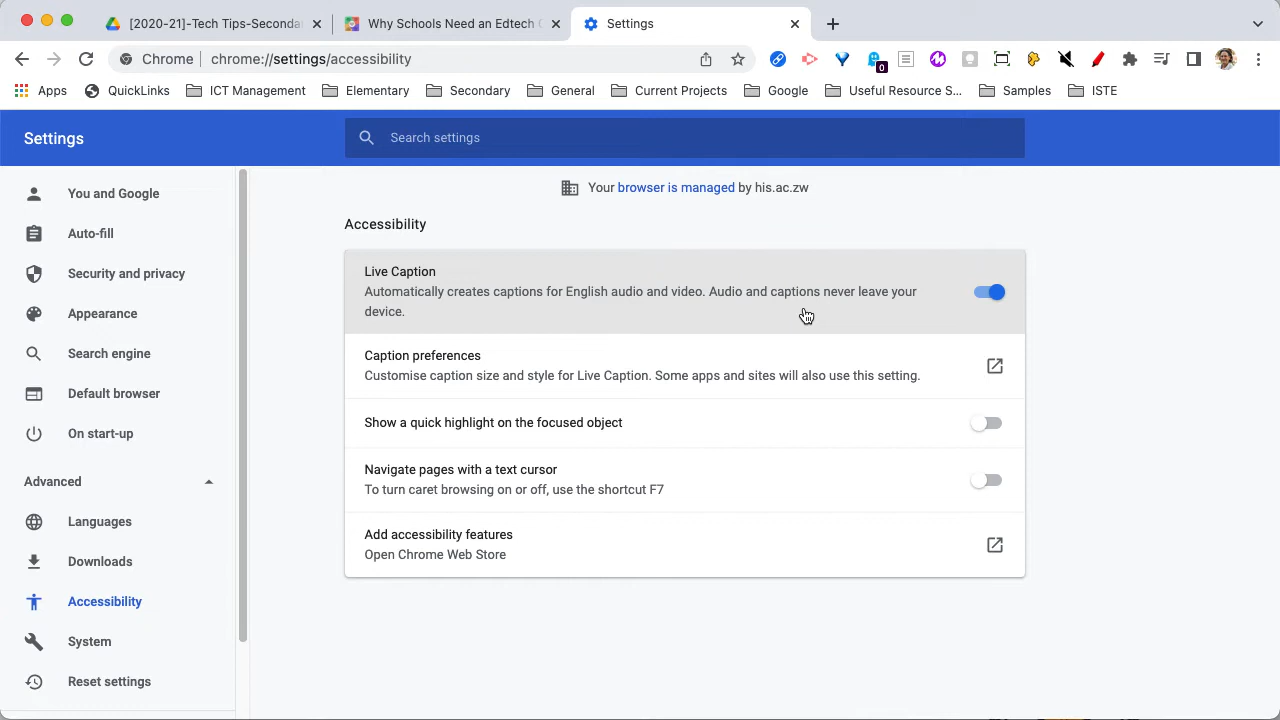 [2020-21]-Tech Tips-Seconda
Why Schools Need an Edtech C
Settings
Chrome
chrome://settings/accessibility
0
Apps
QuickLinks
ICT Management
Elementary
Secondary
General
Current Projects
Google
Useful Resource S...
Samples
ISTE
Settings
Search settings
Your browser is managed by his.ac.zw
You and Google
Auto-fill
Security and privacy
Appearance
Search engine
Default browser
On start-up
Advanced
Languages
Downloads
Accessibility
System
Reset settings
Accessibility
Live Caption
Automatically creates captions for English audio and video. Audio and captions never leave your
device.
Caption preferences
Customise caption size and style for Live Caption. Some apps and sites will also use this setting.
Show a quick highlight on the focused object
Navigate pages with a text cursor
To turn caret browsing on or off, use the shortcut F7
Add accessibility features
Open Chrome Web Store